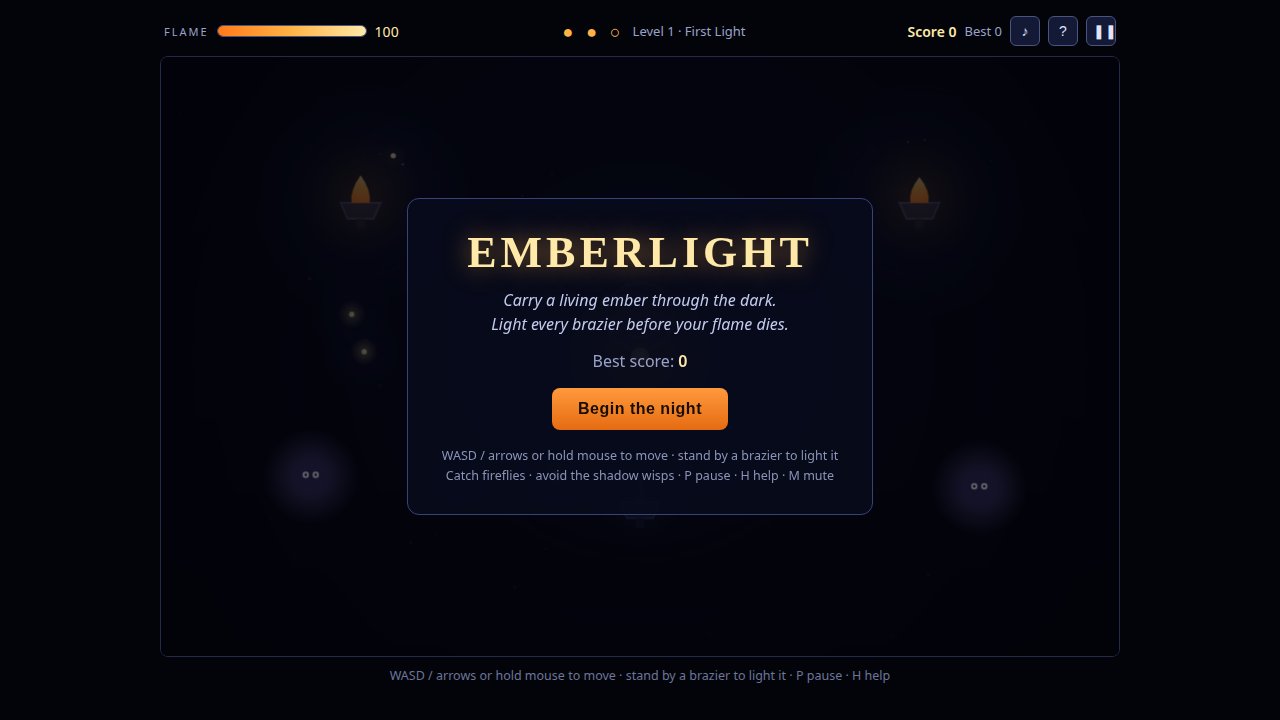 FLAME 100 Level 1 · First Light Score 0 Best 0 ♪ ?
EMBERLIGHT
Carry a living ember through the dark.
Light every brazier before your flame dies.
Best score: 0
Begin the night
WASD / arrows or hold mouse to move · stand by a brazier to light it
Catch fireflies · avoid the shadow wisps · P pause · H help · M mute
WASD / arrows or hold mouse to move · stand by a brazier to light it · P pause · H help